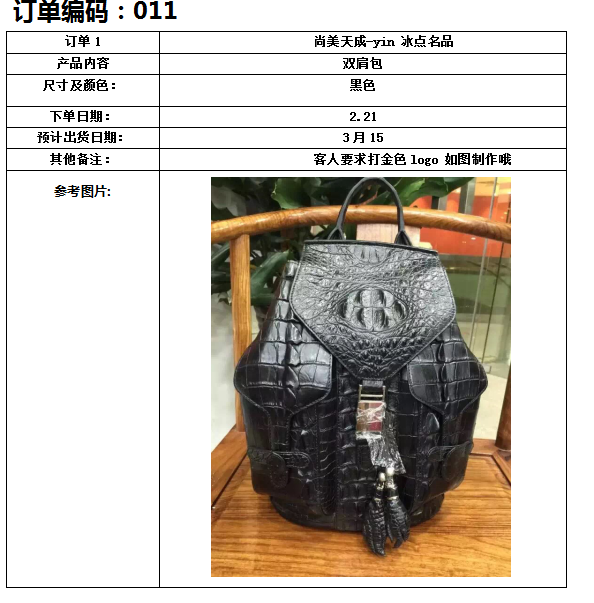 订单编码：011
订单 1
尚美天成-yin 冰点名品
产品内容
双肩包
尺寸及颜色：
黑色
下单日期：
2.21
预计出货日期：
3 月 15
其他备注：
客人要求打金色 logo 如图制作哦
参考图片: